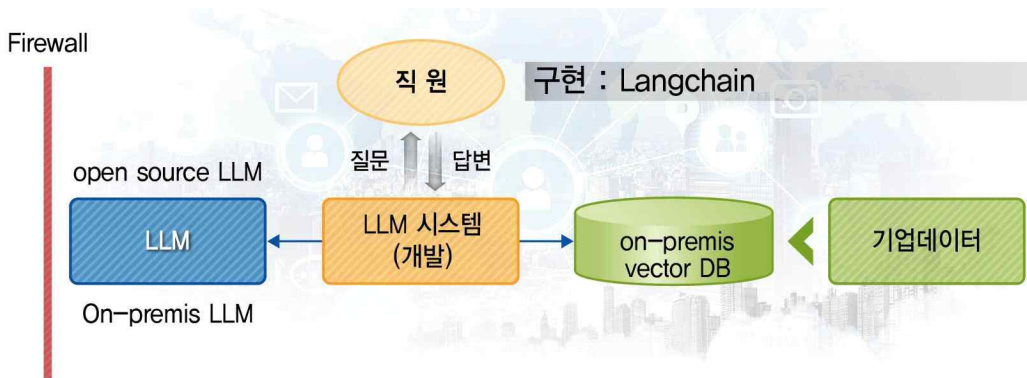 Firewall
직 원
구현 : Langchain
질문
답변
open source LLM
LLM
LLM 시스템
(개발)
on-premis
vector DB
기업데이터
On-premis LLM